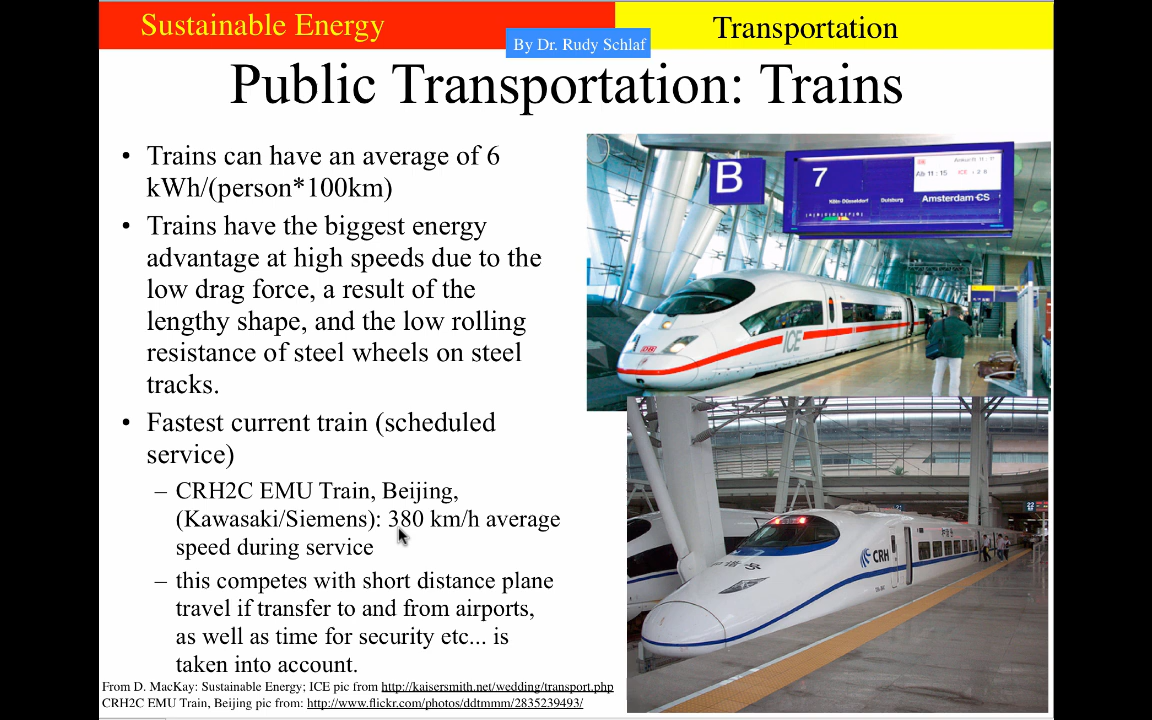 Sustainable Energy
Transportation
By Dr. Rudy Schlaf
Public Transportation: Trains
• Trains can have an average of 6
kWh/(person*100km)
• Trains have the biggest energy
advantage at high speeds due to the
low drag force, a result of the
lengthy shape, and the low rolling
resistance of steel wheels on steel
tracks.
• Fastest current train (scheduled
service)
– CRH2C EMU Train, Beijing,
(Kawasaki/Siemens): 380 km/h average
speed during service
– this competes with short distance plane
travel if transfer to and from airports,
as well as time for security etc... is
taken into account.
From D. MacKay: Sustainable Energy; ICE pic from http://kaisersmith.net/wedding/transport.php
CRH2C EMU Train, Beijing pic from: http://www.flickr.com/photos/ddtmmm/2835239493/
B
7
Ab 11:15
ICE
Köln Düsseldorf Duisburg Amsterdam CS
ICE
CRH